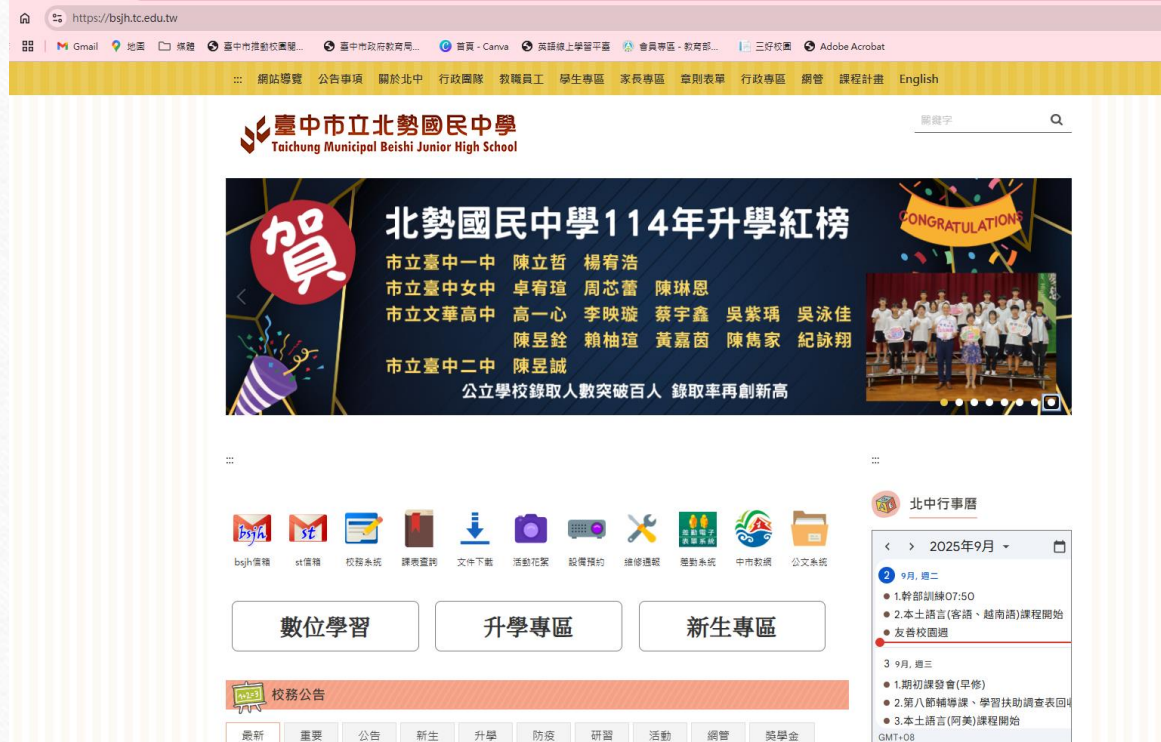 https://bsjh.tc.edu.tw
Gmail 地圖 媒體 臺中市推動校園閱... 臺中市政府教育局... 首頁 - Canva 英語線上學習平臺 會員專區 - 教育部... 三好校園 Adobe Acrobat
::: 網站導覽 公告事項 關於北中 行政團隊 教職員工 學生專區 家長專區 章則表單 行政專區 網管 課程計畫 English
臺中市立北勢國民中學
Taichung Municipal Beishi Junior High School
關鍵字
賀
北勢國民中學114年升學紅榜
CONGRATULATIONS
市立臺中一中 陳立哲 楊宥浩
市立臺中女中 卓宥瑄 周芯蕾 陳琳恩
市立文華高中 高一心 李映璇 蔡宇鑫 吳紫瑀 吳泳佳
陳昱銓 賴柚瑄 黃嘉茵 陳雋家 紀詠翔
市立臺中二中 陳昱誠
公立學校錄取人數突破百人 錄取率再創新高
:::
:::
bsjh
st
差勤電子
表單系統
bsjh信箱 st信箱 校務系統 課表查詢 文件下載 活動花絮 設備預約 維修通報 差勤系統 中市教網 公文系統
數位學習 升學專區 新生專區
校務公告
最新 重要 公告 新生 升學 防疫 研習 活動 網管 獎學金
北中行事曆
2025年9月
2 9月, 週二
1.幹部訓練07:50
2.本土語言(客語、越南語)課程開始
友善校園週
3 9月, 週三
1.期初課發會(早修)
2.第八節輔導課、學習扶助調查表回收
3.本土語言(阿美)課程開始
GMT+08